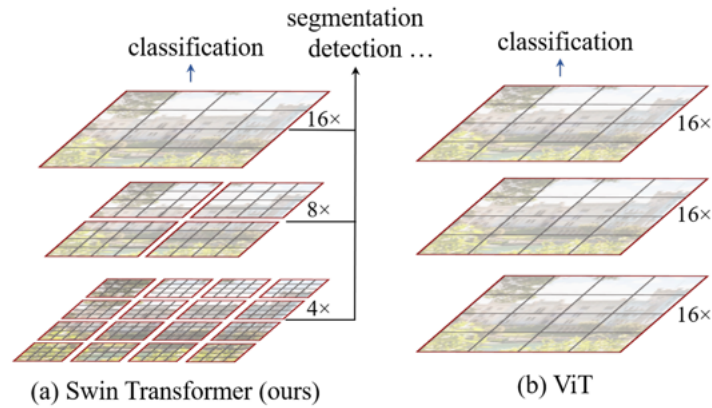 segmentation
classification
detection ...
classification
16×
8×
4×
16×
16×
16×
(a) Swin Transformer (ours)
(b) ViT